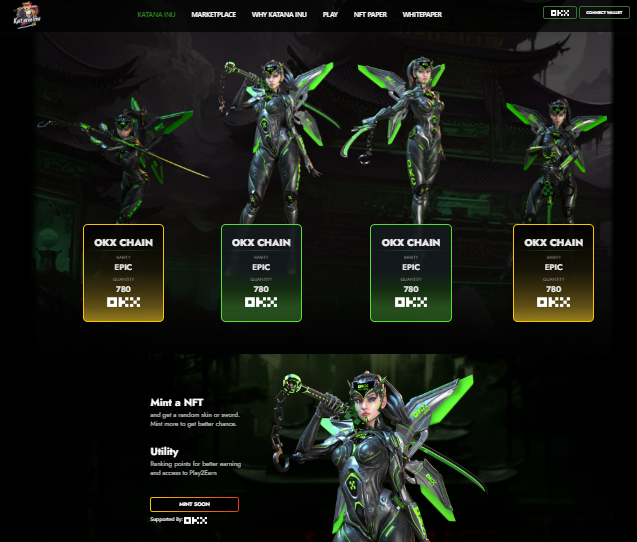 Katana Inu
KATANA INU
MARKETPLACE
WHY KATANA INU
PLAY
NFT PAPER
WHITEPAPER
OKX
CONNECT WALLET
OKX CHAIN
RARITY
EPIC
QUANTITY
780
OKX
OKX CHAIN
RARITY
EPIC
QUANTITY
780
OKX
OKX CHAIN
RARITY
EPIC
QUANTITY
780
OKX
OKX CHAIN
RARITY
EPIC
QUANTITY
780
OKX
Mint a NFT
and get a random skin or sword.
Mint more to get better chance.
Utility
Ranking points for better earning
and access to Play2Earn
MINT SOON
Supported By: OKX